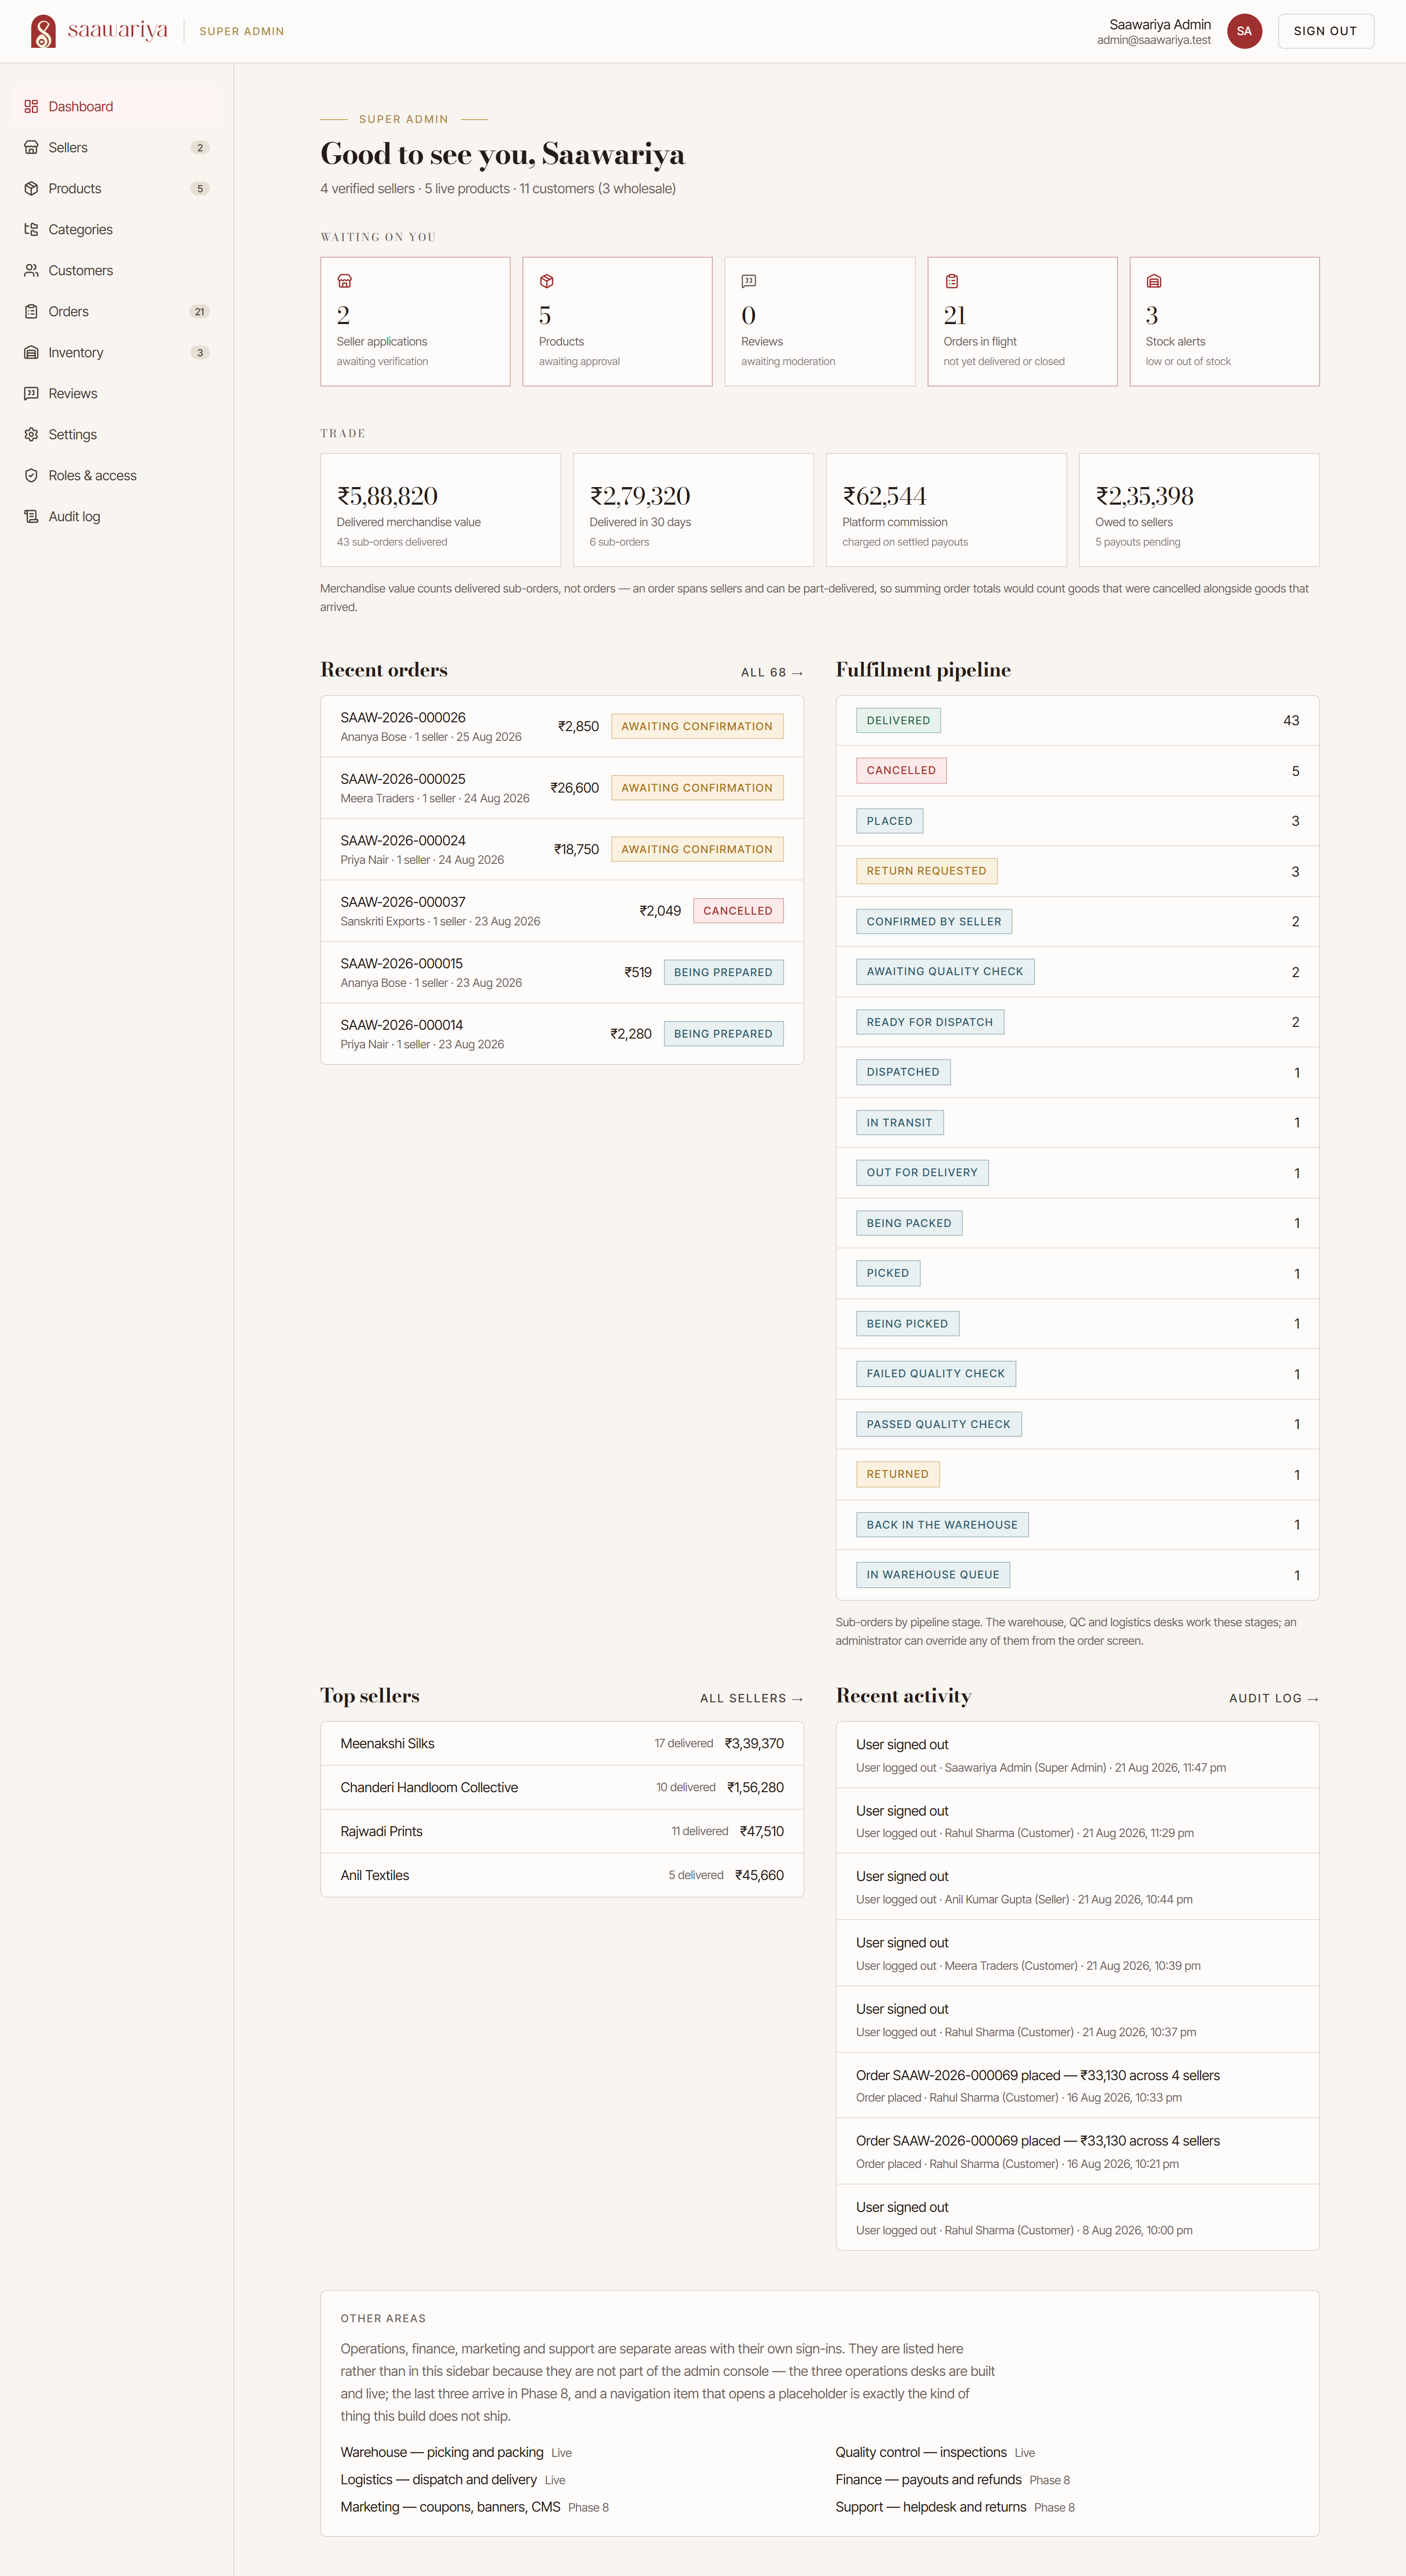 saawariya
SUPER ADMIN
Saawariya Admin
admin@saawariya.test
SA
SIGN OUT
Dashboard
Sellers 2
Products 5
Categories
Customers
Orders 21
Inventory 3
Reviews
Settings
Roles & access
Audit log
SUPER ADMIN
Good to see you, Saawariya
4 verified sellers · 5 live products · 11 customers (3 wholesale)
WAITING ON YOU
2
Seller applications
awaiting verification
5
Products
awaiting approval
0
Reviews
awaiting moderation
21
Orders in flight
not yet delivered or closed
3
Stock alerts
low or out of stock
TRADE
₹5,88,820
Delivered merchandise value
43 sub-orders delivered
₹2,79,320
Delivered in 30 days
6 sub-orders
₹62,544
Platform commission
charged on settled payouts
₹2,35,398
Owed to sellers
5 payouts pending
Merchandise value counts delivered sub-orders, not orders — an order spans sellers and can be part-delivered, so summing order totals would count goods that were cancelled alongside goods that
arrived.
Recent orders
ALL 68 →
SAAW-2026-000026
Ananya Bose · 1 seller · 25 Aug 2026
₹2,850 AWAITING CONFIRMATION
SAAW-2026-000025
Meera Traders · 1 seller · 24 Aug 2026
₹26,600 AWAITING CONFIRMATION
SAAW-2026-000024
Priya Nair · 1 seller · 24 Aug 2026
₹18,750 AWAITING CONFIRMATION
SAAW-2026-000037
Sanskriti Exports · 1 seller · 23 Aug 2026
₹2,049 CANCELLED
SAAW-2026-000015
Ananya Bose · 1 seller · 23 Aug 2026
₹519 BEING PREPARED
SAAW-2026-000014
Priya Nair · 1 seller · 23 Aug 2026
₹2,280 BEING PREPARED
Fulfilment pipeline
DELIVERED 43
CANCELLED 5
PLACED 3
RETURN REQUESTED 3
CONFIRMED BY SELLER 2
AWAITING QUALITY CHECK 2
READY FOR DISPATCH 2
DISPATCHED 1
IN TRANSIT 1
OUT FOR DELIVERY 1
BEING PACKED 1
PICKED 1
BEING PICKED 1
FAILED QUALITY CHECK 1
PASSED QUALITY CHECK 1
RETURNED 1
BACK IN THE WAREHOUSE 1
IN WAREHOUSE QUEUE 1
Sub-orders by pipeline stage. The warehouse, QC and logistics desks work these stages; an
administrator can override any of them from the order screen.
Top sellers
ALL SELLERS →
Meenakshi Silks 17 delivered ₹3,39,370
Chanderi Handloom Collective 10 delivered ₹1,56,280
Rajwadi Prints 11 delivered ₹47,510
Anil Textiles 5 delivered ₹45,660
Recent activity
AUDIT LOG →
User signed out
User logged out · Saawariya Admin (Super Admin) · 21 Aug 2026, 11:47 pm
User signed out
User logged out · Rahul Sharma (Customer) · 21 Aug 2026, 11:29 pm
User signed out
User logged out · Anil Kumar Gupta (Seller) · 21 Aug 2026, 10:44 pm
User signed out
User logged out · Meera Traders (Customer) · 21 Aug 2026, 10:39 pm
User signed out
User logged out · Rahul Sharma (Customer) · 21 Aug 2026, 10:37 pm
Order SAAW-2026-000069 placed — ₹33,130 across 4 sellers
Order placed · Rahul Sharma (Customer) · 16 Aug 2026, 10:33 pm
Order SAAW-2026-000069 placed — ₹33,130 across 4 sellers
Order placed · Rahul Sharma (Customer) · 16 Aug 2026, 10:21 pm
User signed out
User logged out · Rahul Sharma (Customer) · 8 Aug 2026, 10:00 pm
OTHER AREAS
Operations, finance, marketing and support are separate areas with their own sign-ins. They are listed here
rather than in this sidebar because they are not part of the admin console — the three operations desks are built
and live; the last three arrive in Phase 8, and a navigation item that opens a placeholder is exactly the kind of
thing this build does not ship.
Warehouse — picking and packing Live
Quality control — inspections Live
Logistics — dispatch and delivery Live
Finance — payouts and refunds Phase 8
Marketing — coupons, banners, CMS Phase 8
Support — helpdesk and returns Phase 8